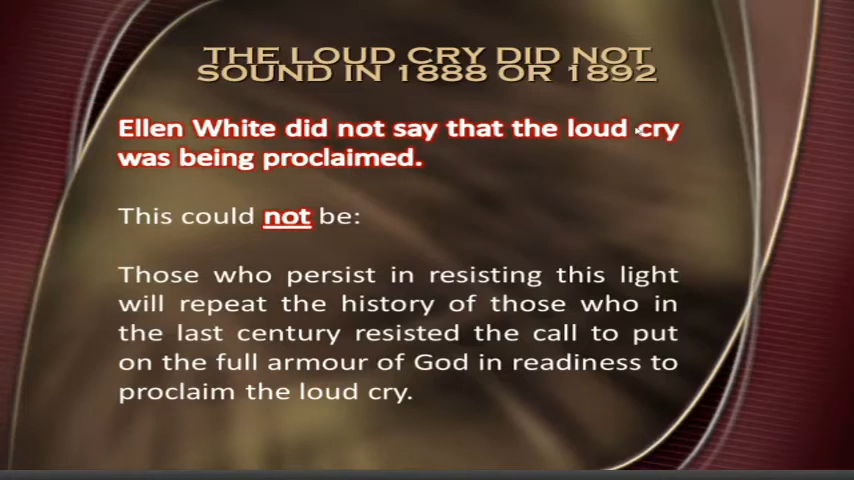 THE LOUD CRY DID NOT
SOUND IN 1888 OR 1892
Ellen White did not say that the loud cry
was being proclaimed.
This could not be:
Those who persist in resisting this light
will repeat the history of those who in
the last century resisted the call to put
on the full armour of God in readiness to
proclaim the loud cry.